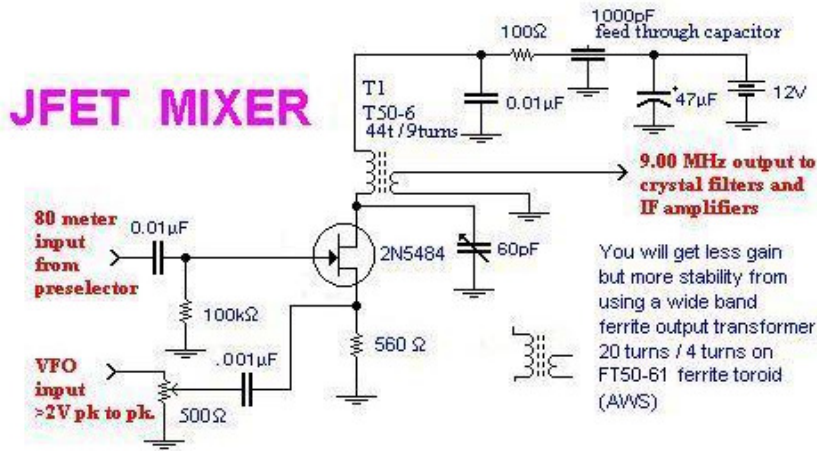 1000pF
feed through capacitor
100Ω
0.01µF
+
47µF
12V
JFET MIXER
T1
T50-6
44t /9turns
9.00 MHz output to
crystal filters and
IF amplifiers
80 meter
input
from
preselector
0.01µF
2N5484
60pF
100kΩ
.001µF
560 Ω
VFO
input
>2V pk to pk.
500Ω
You will get less gain
but more stability from
using a wide band
ferrite output transformer
20 turns / 4 turns on
FT50-61 ferrite toroid
(AWS)